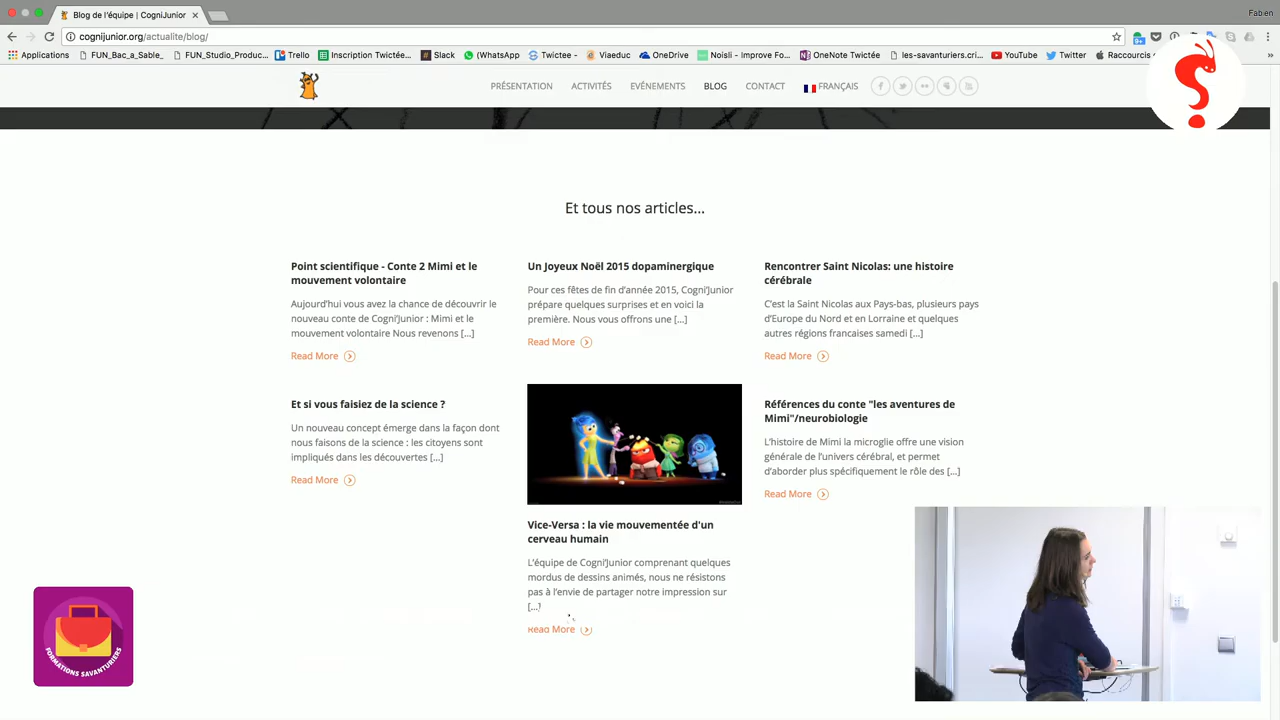 Blog de l'équipe | CogniJunior
Fabien
cognijunior.org/actualite/blog/
Applications
FUN_Bac_a_Sable_
FUN_Studio_Produc...
Trello
Inscription Twictée...
Slack
(WhatsApp
Twictee -
Viaeduc
OneDrive
Noisli - Improve Fo...
OneNote Twictée
les-savanturiers.cri...
YouTube
Twitter
Raccourcis
PRÉSENTATION
ACTIVITÉS
EVÉNEMENTS
BLOG
CONTACT
FRANÇAIS
Et tous nos articles...
Point scientifique - Conte 2 Mimi et le
mouvement volontaire
Aujourd'hui vous avez la chance de découvrir le
nouveau conte de Cogni'Junior : Mimi et le
mouvement volontaire Nous revenons [...]
Read More
Un Joyeux Noël 2015 dopaminergique
Pour ces fêtes de fin d'année 2015, Cogni'Junior
prépare quelques surprises et en voici la
première. Nous vous offrons une [...]
Read More
Rencontrer Saint Nicolas: une histoire
cérébrale
C'est la Saint Nicolas aux Pays-bas, plusieurs pays
d'Europe du Nord et en Lorraine et quelques
autres régions francaises samedi [...]
Read More
Et si vous faisiez de la science ?
Un nouveau concept émerge dans la façon dont
nous faisons de la science : les citoyens sont
impliqués dans les découvertes [...]
Read More
Vice-Versa : la vie mouvementée d'un
cerveau humain
L'équipe de Cogni'Junior comprenant quelques
mordus de dessins animés, nous ne résistons
pas à l'envie de partager notre impression sur
[...]
Read More
Références du conte "les aventures de
Mimi"/neurobiologie
L'histoire de Mimi la microglie offre une vision
générale de l'univers cérébral, et permet
d'aborder plus spécifiquement le rôle des [...]
Read More
FORMATIONS SAVANTURIERS